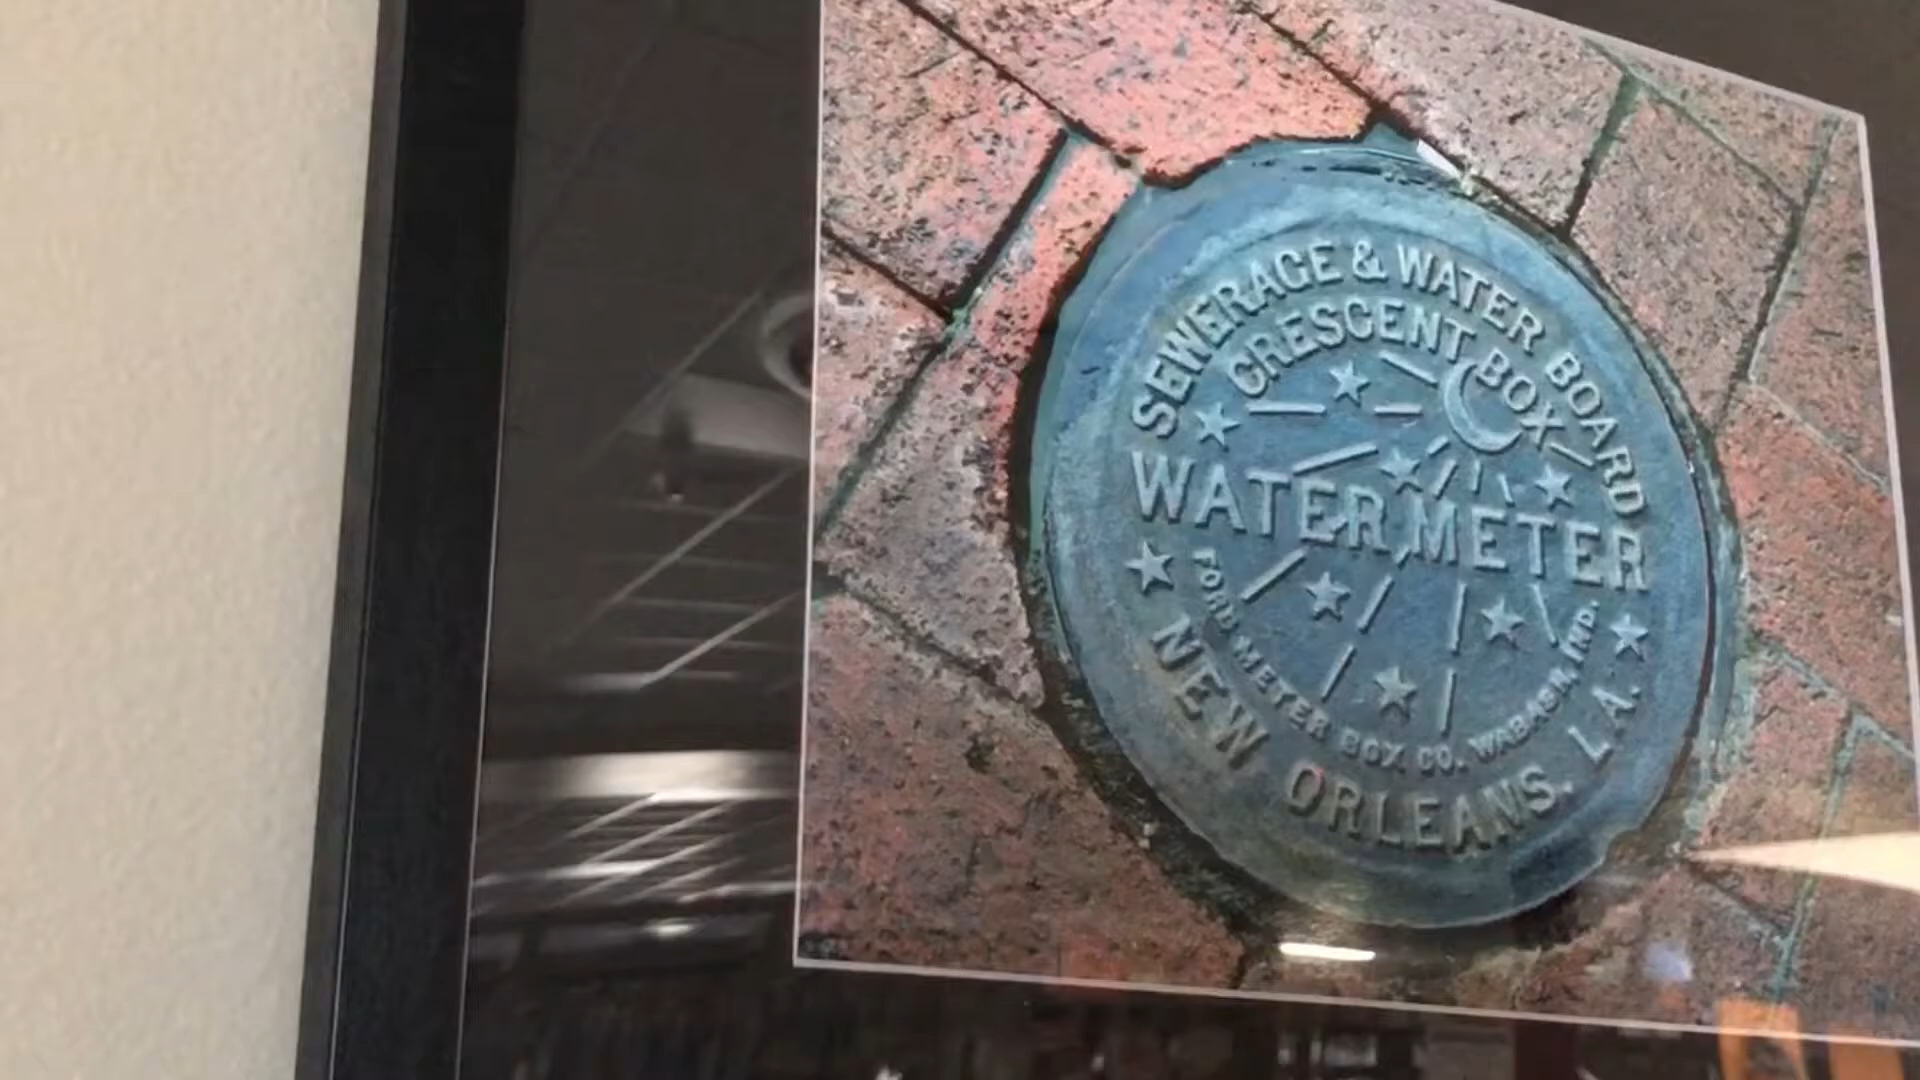 SEWERAGE & WATER BOARD
CRESCENT BOX
WATER METER
FORD METER BOX CO. WABASH, IND.
NEW ORLEANS. LA.